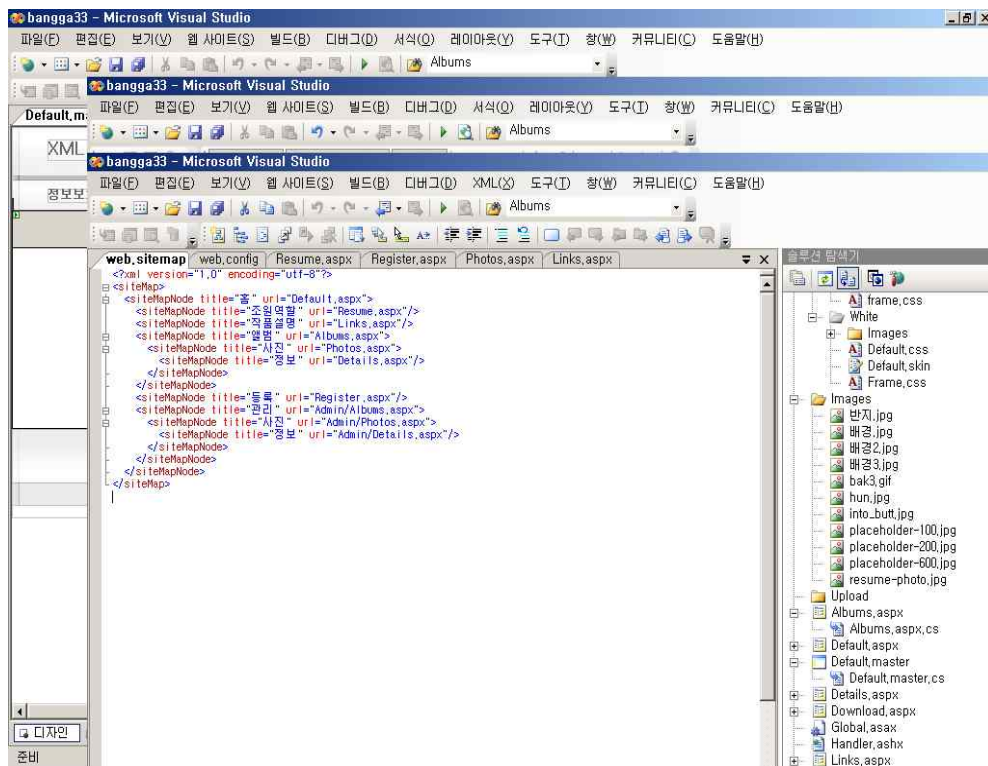 bangga33 - Microsoft Visual Studio
파일(F) 편집(E) 보기(V) 웹 사이트(S) 빌드(B) 디버그(D) 서식(O) 레이아웃(Y) 도구(T) 창(W) 커뮤니티(C) 도움말(H)
Albums
bangga33 - Microsoft Visual Studio
파일(F) 편집(E) 보기(V) 웹 사이트(S) 빌드(B) 디버그(D) 서식(O) 레이아웃(Y) 도구(T) 창(W) 커뮤니티(C) 도움말(H)
Default.m
Albums
XML
bangga33 - Microsoft Visual Studio
파일(F) 편집(E) 보기(V) 웹 사이트(S) 빌드(B) 디버그(D) XML(X) 도구(T) 창(W) 커뮤니티(C) 도움말(H)
정보보
Albums
web.sitemap web.config Resume.aspx Register.aspx Photos.aspx Links.aspx
<?xml version="1.0" encoding="utf-8"?>
<siteMap>
<siteMapNode title="홈" url="Default.aspx">
<siteMapNode title="조원역할" url="Resume.aspx"/>
<siteMapNode title="작품설명" url="Links.aspx"/>
<siteMapNode title="앨범" url="Albums.aspx">
<siteMapNode title="사진" url="Photos.aspx">
<siteMapNode title="정보" url="Details.aspx"/>
</siteMapNode>
</siteMapNode>
<siteMapNode title="등록" url="Register.aspx"/>
<siteMapNode title="관리" url="Admin/Albums.aspx">
<siteMapNode title="사진" url="Admin/Photos.aspx">
<siteMapNode title="정보" url="Admin/Details.aspx"/>
</siteMapNode>
</siteMapNode>
</siteMapNode>
</siteMap>
솔루션 탐색기
frame.css
White
Images
Default.css
Default.skin
Frame.css
Images
반지.jpg
배경.jpg
배경2.jpg
배경3.jpg
bak3.gif
hun.jpg
into_butt.jpg
placeholder-100.jpg
placeholder-200.jpg
placeholder-600.jpg
resume-photo.jpg
Upload
Albums.aspx
Albums.aspx.cs
Default.aspx
Default.master
Default.master.cs
Details.aspx
Download.aspx
Global.asax
Handler.ashx
Links.aspx
디자인
준비